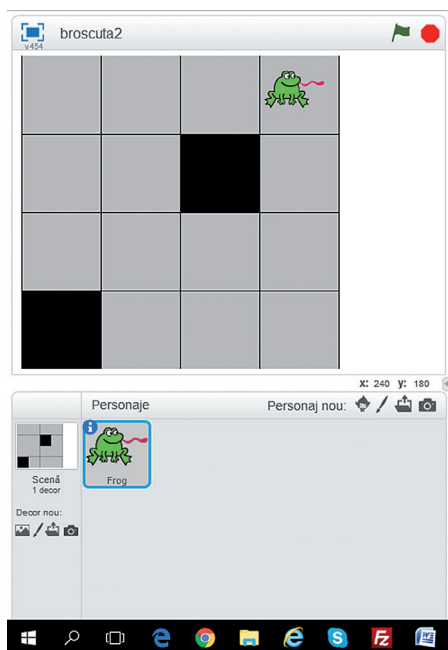 broscuta2
v454
X: 240 y: 180
Personaje
Personaj nou:
Scenă
1 decor
Frog
Decor nou: